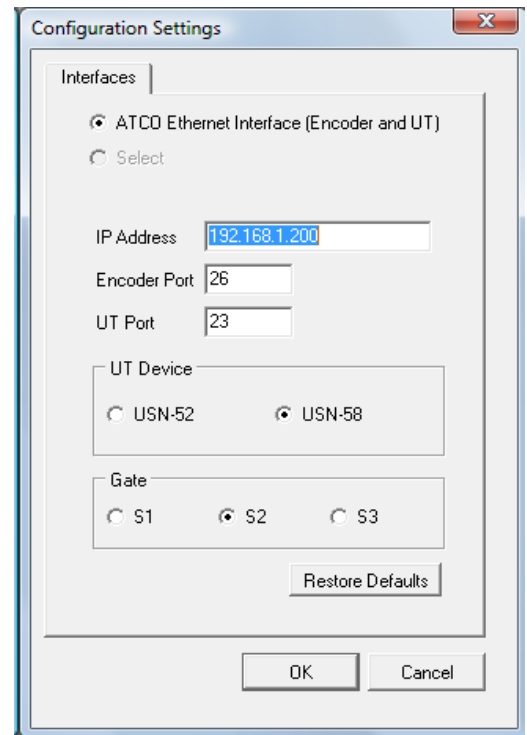 Configuration Settings
Interfaces
ATCO Ethernet Interface (Encoder and UT)
Select
IP Address 192.168.1.200
Encoder Port 26
UT Port 23
UT Device
USN-52 USN-58
Gate
S1 S2 S3
Restore Defaults
OK Cancel